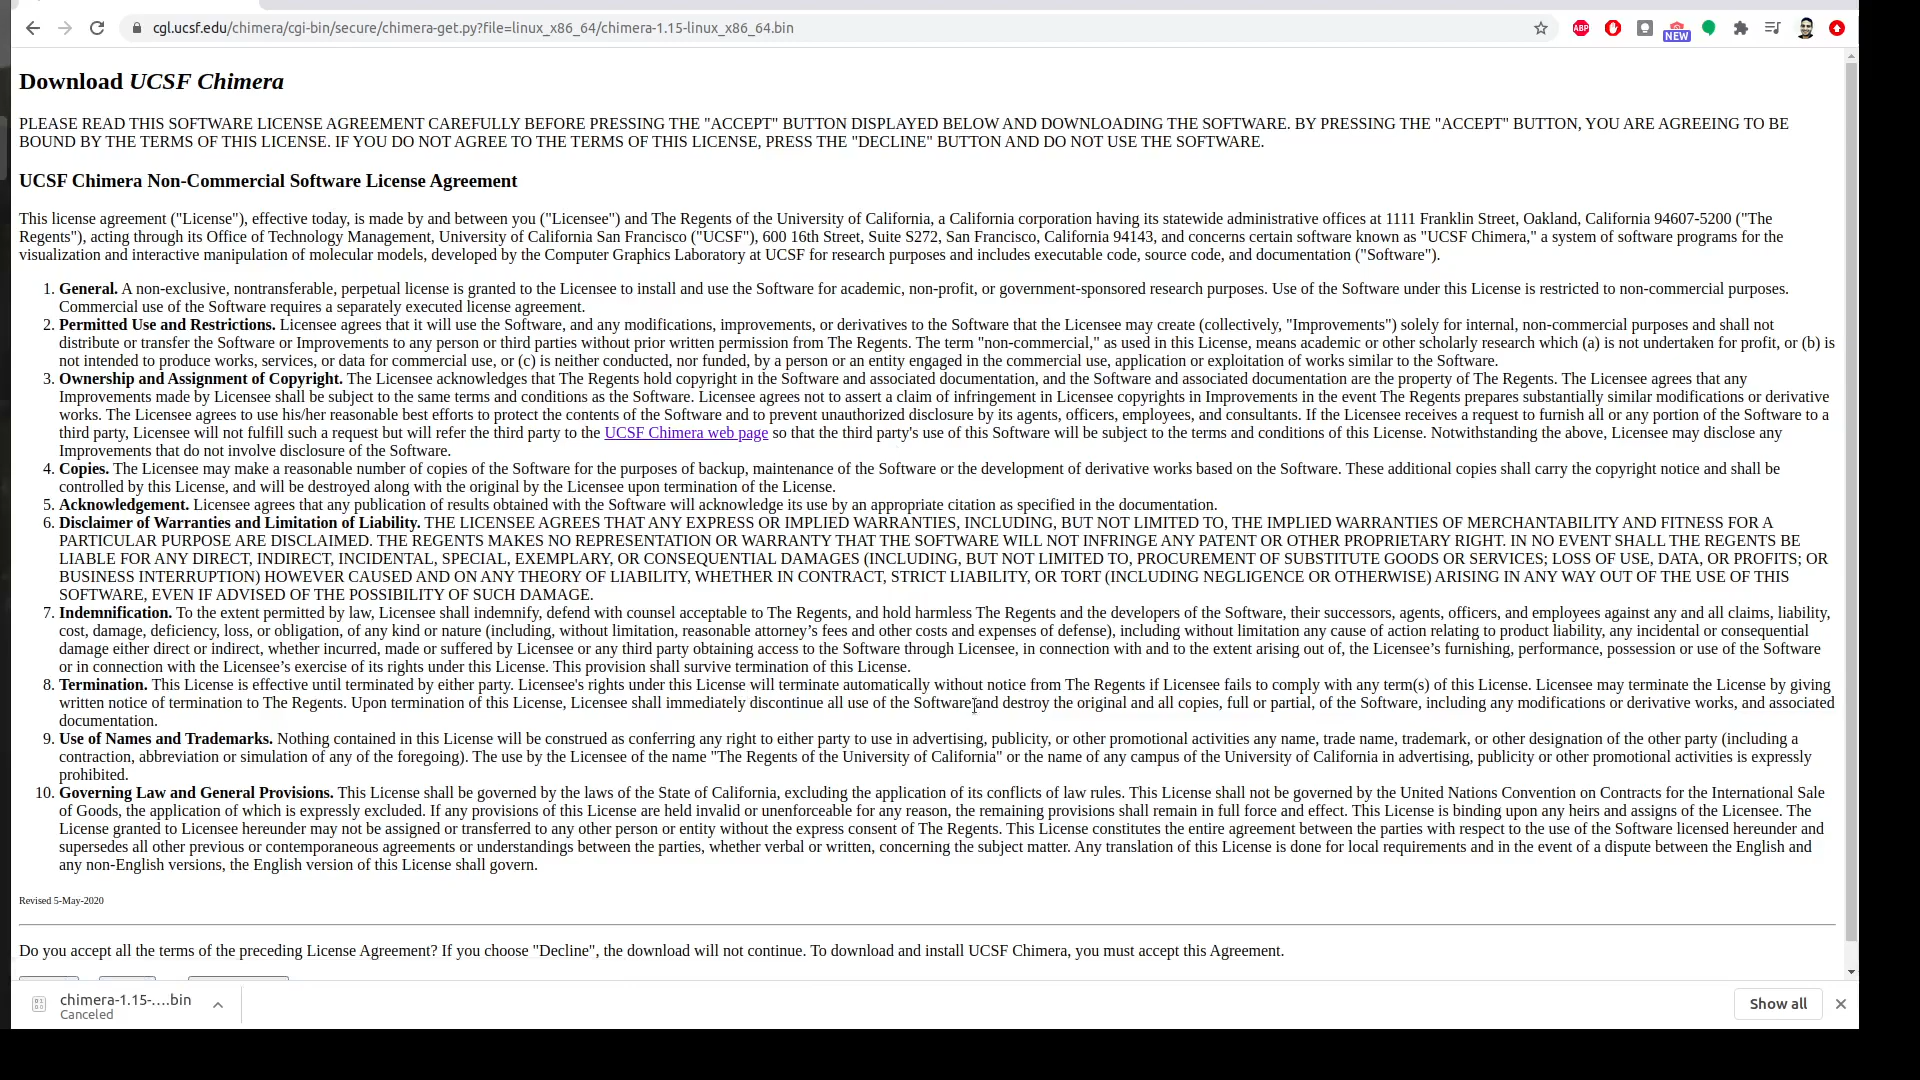 cgl.ucsf.edu/chimera/cgi-bin/secure/chimera-get.py?file=linux_x86_64/chimera-1.15-linux_x86_64.bin
ABP
NEW
Download UCSF Chimera
PLEASE READ THIS SOFTWARE LICENSE AGREEMENT CAREFULLY BEFORE PRESSING THE "ACCEPT" BUTTON DISPLAYED BELOW AND DOWNLOADING THE SOFTWARE. BY PRESSING THE "ACCEPT" BUTTON, YOU ARE AGREEING TO BE
BOUND BY THE TERMS OF THIS LICENSE. IF YOU DO NOT AGREE TO THE TERMS OF THIS LICENSE, PRESS THE "DECLINE" BUTTON AND DO NOT USE THE SOFTWARE.
UCSF Chimera Non-Commercial Software License Agreement
This license agreement ("License"), effective today, is made by and between you ("Licensee") and The Regents of the University of California, a California corporation having its statewide administrative offices at 1111 Franklin Street, Oakland, California 94607-5200 ("The
Regents"), acting through its Office of Technology Management, University of California San Francisco ("UCSF"), 600 16th Street, Suite S272, San Francisco, California 94143, and concerns certain software known as "UCSF Chimera," a system of software programs for the
visualization and interactive manipulation of molecular models, developed by the Computer Graphics Laboratory at UCSF for research purposes and includes executable code, source code, and documentation ("Software").
1. General. A non-exclusive, nontransferable, perpetual license is granted to the Licensee to install and use the Software for academic, non-profit, or government-sponsored research purposes. Use of the Software under this License is restricted to non-commercial purposes.
Commercial use of the Software requires a separately executed license agreement.
2. Permitted Use and Restrictions. Licensee agrees that it will use the Software, and any modifications, improvements, or derivatives to the Software that the Licensee may create (collectively, "Improvements") solely for internal, non-commercial purposes and shall not
distribute or transfer the Software or Improvements to any person or third parties without prior written permission from The Regents. The term "non-commercial," as used in this License, means academic or other scholarly research which (a) is not undertaken for profit, or (b) is
not intended to produce works, services, or data for commercial use, or (c) is neither conducted, nor funded, by a person or an entity engaged in the commercial use, application or exploitation of works similar to the Software.
3. Ownership and Assignment of Copyright. The Licensee acknowledges that The Regents hold copyright in the Software and associated documentation, and the Software and associated documentation are the property of The Regents. The Licensee agrees that any
Improvements made by Licensee shall be subject to the same terms and conditions as the Software. Licensee agrees not to assert a claim of infringement in Licensee copyrights in Improvements in the event The Regents prepares substantially similar modifications or derivative
works. The Licensee agrees to use his/her reasonable best efforts to protect the contents of the Software and to prevent unauthorized disclosure by its agents, officers, employees, and consultants. If the Licensee receives a request to furnish all or any portion of the Software to a
third party, Licensee will not fulfill such a request but will refer the third party to the UCSF Chimera web page so that the third party's use of this Software will be subject to the terms and conditions of this License. Notwithstanding the above, Licensee may disclose any
Improvements that do not involve disclosure of the Software.
4. Copies. The Licensee may make a reasonable number of copies of the Software for the purposes of backup, maintenance of the Software or the development of derivative works based on the Software. These additional copies shall carry the copyright notice and shall be
controlled by this License, and will be destroyed along with the original by the Licensee upon termination of the License.
5. Acknowledgement. Licensee agrees that any publication of results obtained with the Software will acknowledge its use by an appropriate citation as specified in the documentation.
6. Disclaimer of Warranties and Limitation of Liability. THE LICENSEE AGREES THAT ANY EXPRESS OR IMPLIED WARRANTIES, INCLUDING, BUT NOT LIMITED TO, THE IMPLIED WARRANTIES OF MERCHANTABILITY AND FITNESS FOR A
PARTICULAR PURPOSE ARE DISCLAIMED. THE REGENTS MAKES NO REPRESENTATION OR WARRANTY THAT THE SOFTWARE WILL NOT INFRINGE ANY PATENT OR OTHER PROPRIETARY RIGHT. IN NO EVENT SHALL THE REGENTS BE
LIABLE FOR ANY DIRECT, INDIRECT, INCIDENTAL, SPECIAL, EXEMPLARY, OR CONSEQUENTIAL DAMAGES (INCLUDING, BUT NOT LIMITED TO, PROCUREMENT OF SUBSTITUTE GOODS OR SERVICES; LOSS OF USE, DATA, OR PROFITS; OR
BUSINESS INTERRUPTION) HOWEVER CAUSED AND ON ANY THEORY OF LIABILITY, WHETHER IN CONTRACT, STRICT LIABILITY, OR TORT (INCLUDING NEGLIGENCE OR OTHERWISE) ARISING IN ANY WAY OUT OF THE USE OF THIS
SOFTWARE, EVEN IF ADVISED OF THE POSSIBILITY OF SUCH DAMAGE.
7. Indemnification. To the extent permitted by law, Licensee shall indemnify, defend with counsel acceptable to The Regents, and hold harmless The Regents and the developers of the Software, their successors, agents, officers, and employees against any and all claims, liability,
cost, damage, deficiency, loss, or obligation, of any kind or nature (including, without limitation, reasonable attorney’s fees and other costs and expenses of defense), including without limitation any cause of action relating to product liability, any incidental or consequential
damage either direct or indirect, whether incurred, made or suffered by Licensee or any third party obtaining access to the Software through Licensee, in connection with and to the extent arising out of, the Licensee’s furnishing, performance, possession or use of the Software
or in connection with the Licensee’s exercise of its rights under this License. This provision shall survive termination of this License.
8. Termination. This License is effective until terminated by either party. Licensee's rights under this License will terminate automatically without notice from The Regents if Licensee fails to comply with any term(s) of this License. Licensee may terminate the License by giving
written notice of termination to The Regents. Upon termination of this License, Licensee shall immediately discontinue all use of the Software and destroy the original and all copies, full or partial, of the Software, including any modifications or derivative works, and associated
documentation.
9. Use of Names and Trademarks. Nothing contained in this License will be construed as conferring any right to either party to use in advertising, publicity, or other promotional activities any name, trade name, trademark, or other designation of the other party (including a
contraction, abbreviation or simulation of any of the foregoing). The use by the Licensee of the name "The Regents of the University of California" or the name of any campus of the University of California in advertising, publicity or other promotional activities is expressly
prohibited.
10. Governing Law and General Provisions. This License shall be governed by the laws of the State of California, excluding the application of its conflicts of law rules. This License shall not be governed by the United Nations Convention on Contracts for the International Sale
of Goods, the application of which is expressly excluded. If any provisions of this License are held invalid or unenforceable for any reason, the remaining provisions shall remain in full force and effect. This License is binding upon any heirs and assigns of the Licensee. The
License granted to Licensee hereunder may not be assigned or transferred to any other person or entity without the express consent of The Regents. This License constitutes the entire agreement between the parties with respect to the use of the Software licensed hereunder and
supersedes all other previous or contemporaneous agreements or understandings between the parties, whether verbal or written, concerning the subject matter. Any translation of this License is done for local requirements and in the event of a dispute between the English and
any non-English versions, the English version of this License shall govern.
Revised 5-May-2020
Do you accept all the terms of the preceding License Agreement? If you choose "Decline", the download will not continue. To download and install UCSF Chimera, you must accept this Agreement.
chimera-1.15-....bin
Canceled
Show all